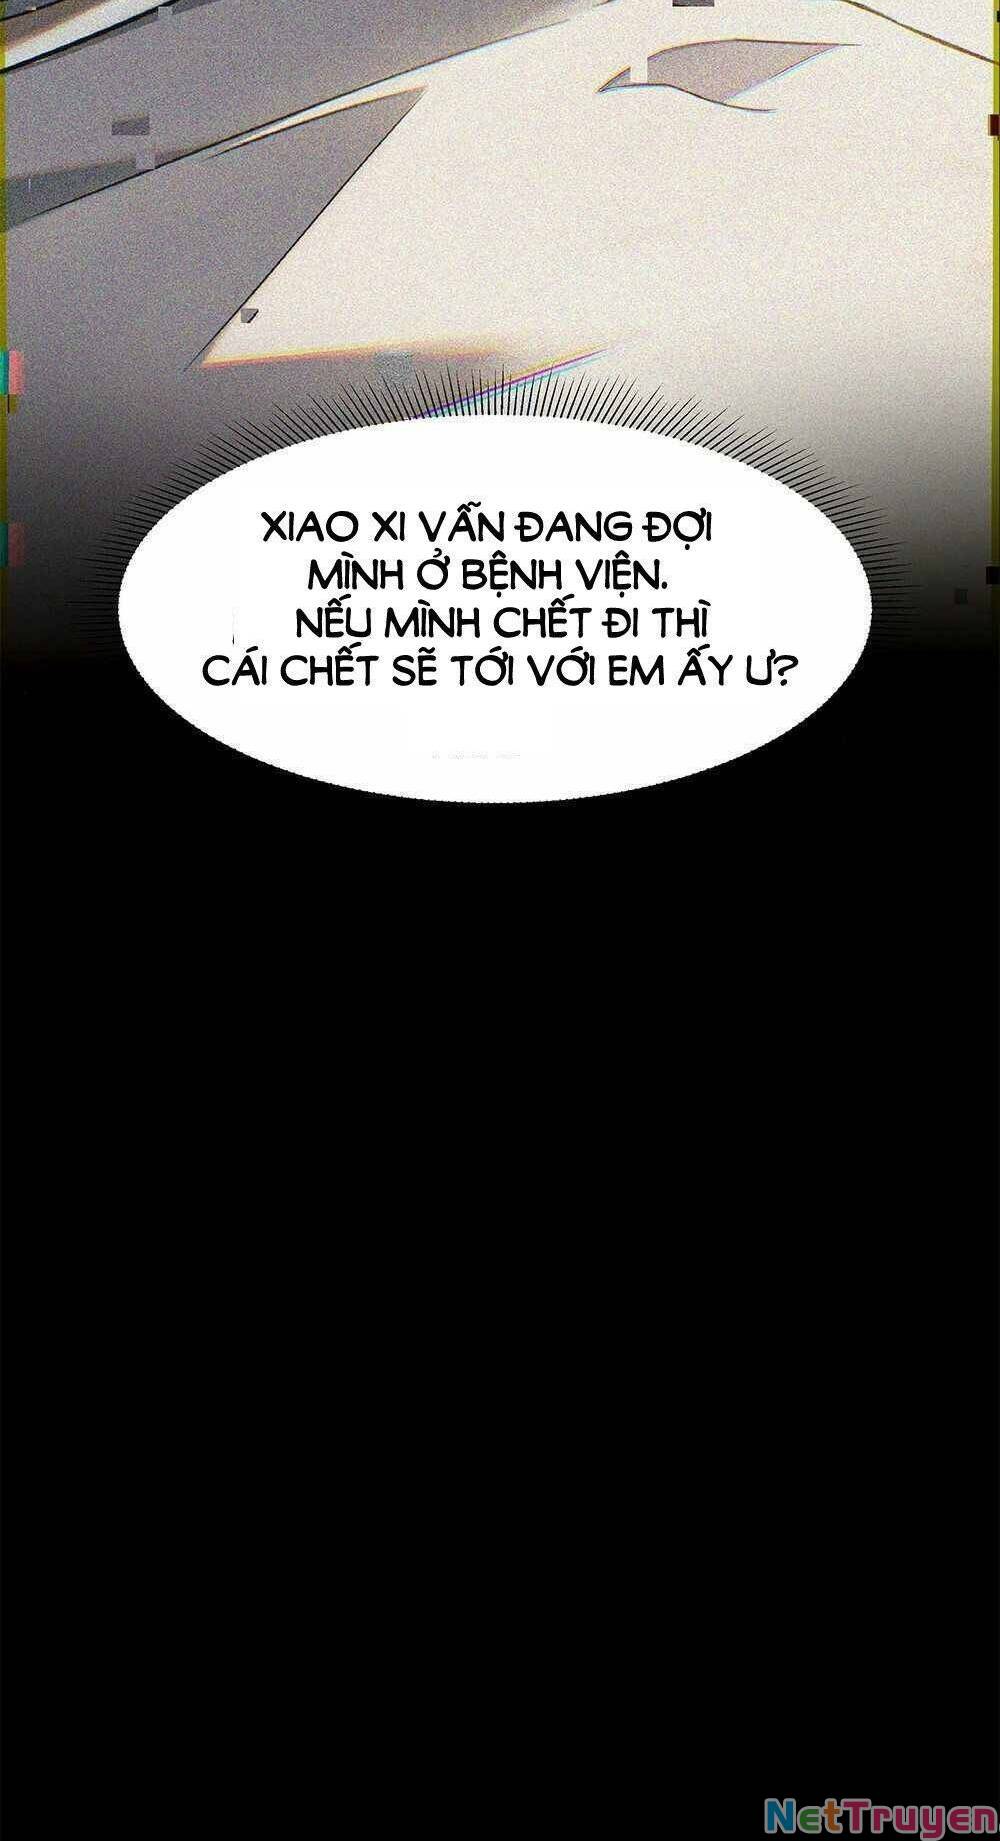 XIAO XI VẪN ĐANG ĐỢI
MÌNH Ở BỆNH VIỆN.
NẾU MÌNH CHẾT ĐI THÌ
CÁI CHẾT SẼ TỚI VỚI EM ẤY Ư?
NetTruyen